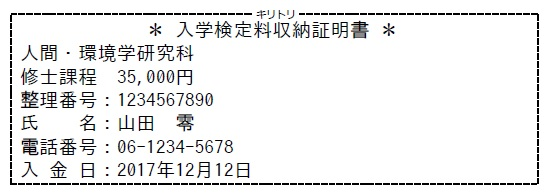 キリトリ
＊ 入学検定料収納証明書 ＊
人間・環境学研究科
修士課程　35,000円
整理番号：1234567890
氏　　名：山田　零
電話番号：06-1234-5678
入 金 日：2017年12月12日